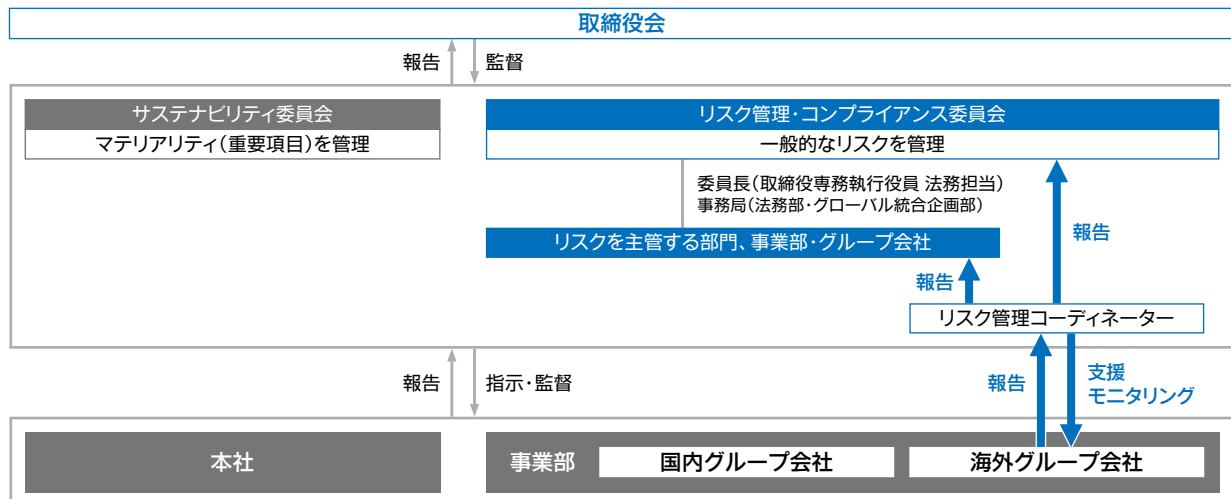 取締役会
報告
監督
サステナビリティ委員会
マテリアリティ(重要項目)を管理
リスク管理・コンプライアンス委員会
一般的なリスクを管理
委員長(取締役専務執行役員 法務担当)
事務局(法務部・グローバル統合企画部)
リスクを主管する部門、事業部・グループ会社
報告
報告
リスク管理コーディネーター
報告
指示・監督
報告
支援
モニタリング
本社
事業部
国内グループ会社
海外グループ会社